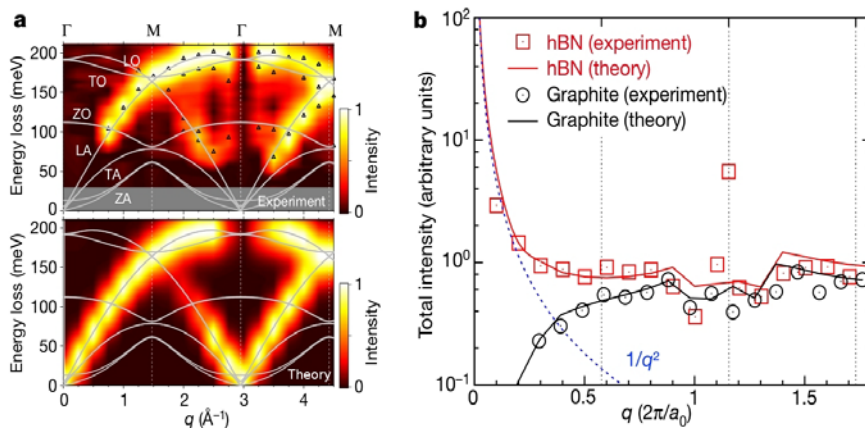 a
Γ M Γ M
200
150
100
50
0
Energy loss (meV)
LO
TO
ZO
LA
TA
ZA
Experiment
1
0
Intensity
200
150
100
50
0
Energy loss (meV)
Theory
1
0
Intensity
0 1 2 3 4
q (Å⁻¹)
b
10²
10¹
10⁰
10⁻¹
Total intensity (arbitrary units)
hBN (experiment)
hBN (theory)
Graphite (experiment)
Graphite (theory)
1/q²
0 0.5 1 1.5
q (2π/a₀)